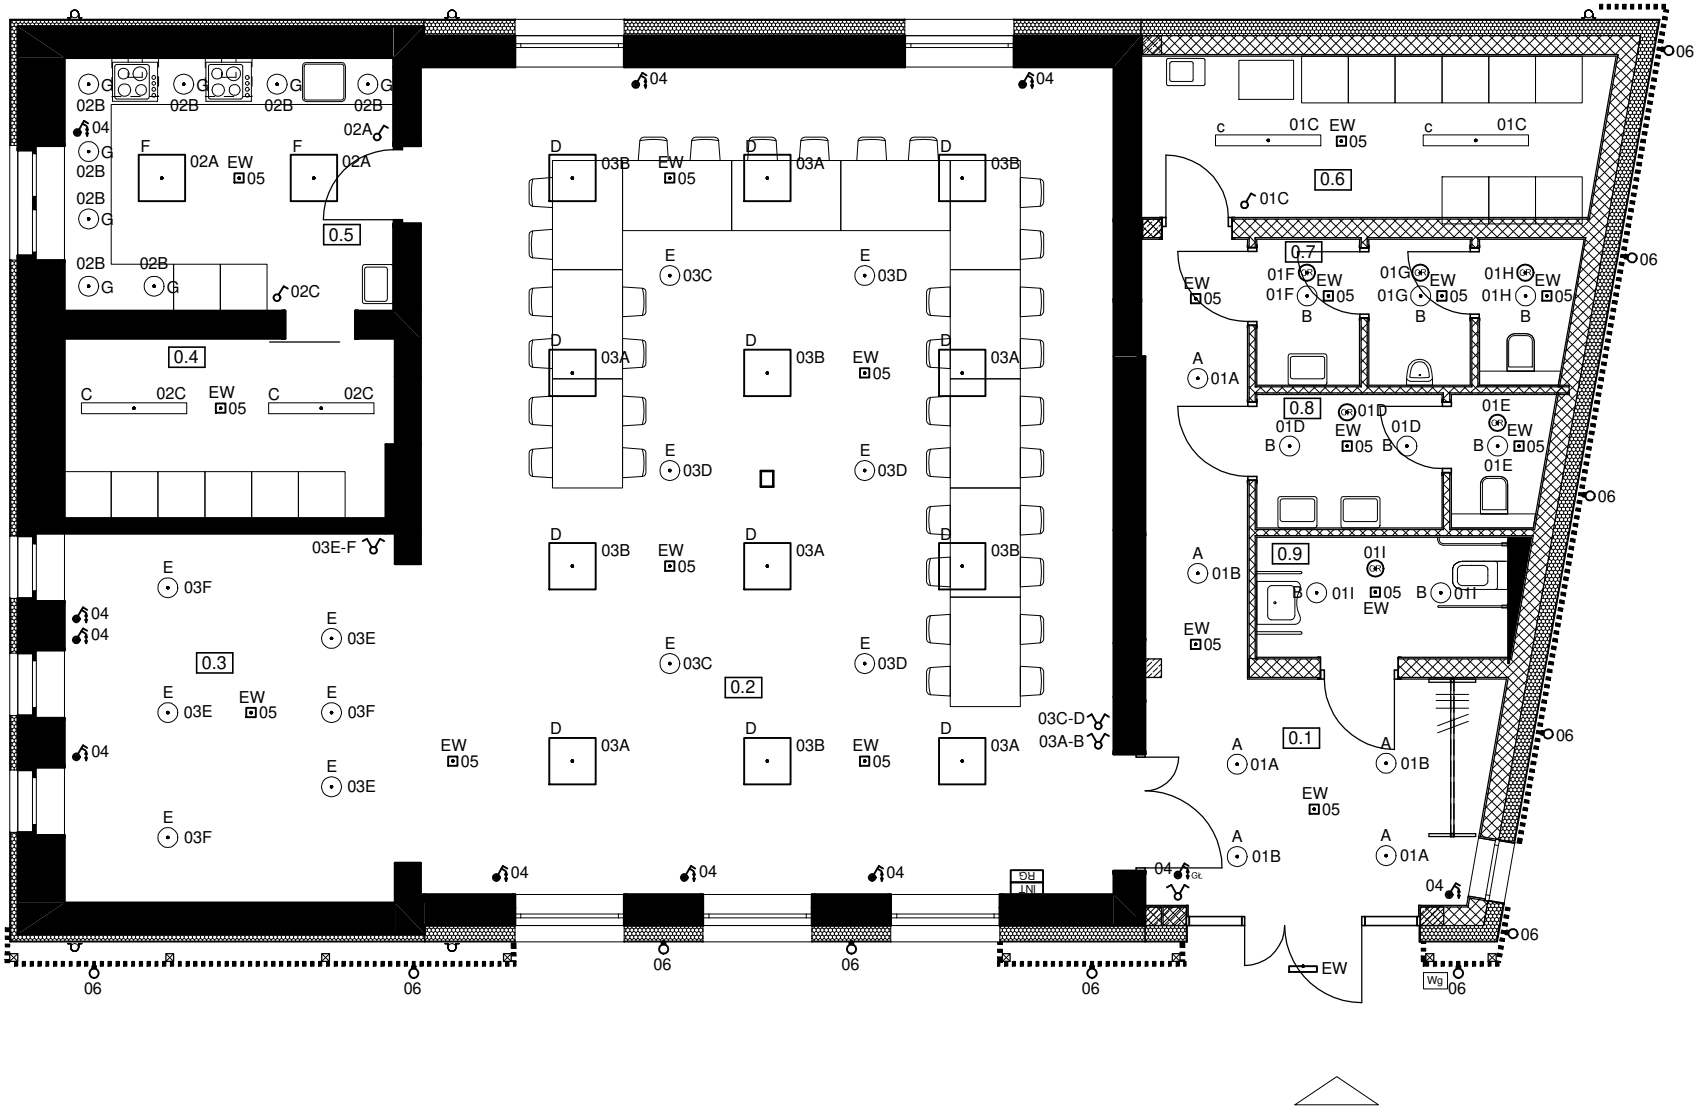 06
04 04
G G G G
02B 02B 02B 02B
04 02A
G
02B
F 02A EW 05 F 02A
02B
G
0.5
02B 02B
G G 02C
D 03B EW 05 D 03A D 03B
c 01C EW 05 c 01C
0.6
01C
0.7
E 03C E 03D
EW 05
01F OR EW 05 01F B
01G OR EW 05 01G B
01H OR EW 05 01H B
06
0.4
C 02C EW 05 C 02C
D 03A D 03B EW 05 D 03A
A 01A
0.8 OR 01D
01D B EW 05 01D B
01E OR EW 05 B 01E
E 03D E 03D
06
03E-F
D 03B EW 05 D 03A D 03B
A 01B
0.9 01I OR
B 01I 05 EW B 01I
E 03F
04
04
E 03E
0.3
E 03C E 03D
0.2
EW 05
E 03E EW 05 E 03F
03C-D
03A-B
0.1
06
04
EW 05
D 03A D 03B EW 05 D 03A
A 01A A 01B
E 03E
EW 05
E 03F
A 01B A 01A
04 04 04
RG
INT
04 GŁ
04
06
06 06
EW
06 06 06 Wg 06